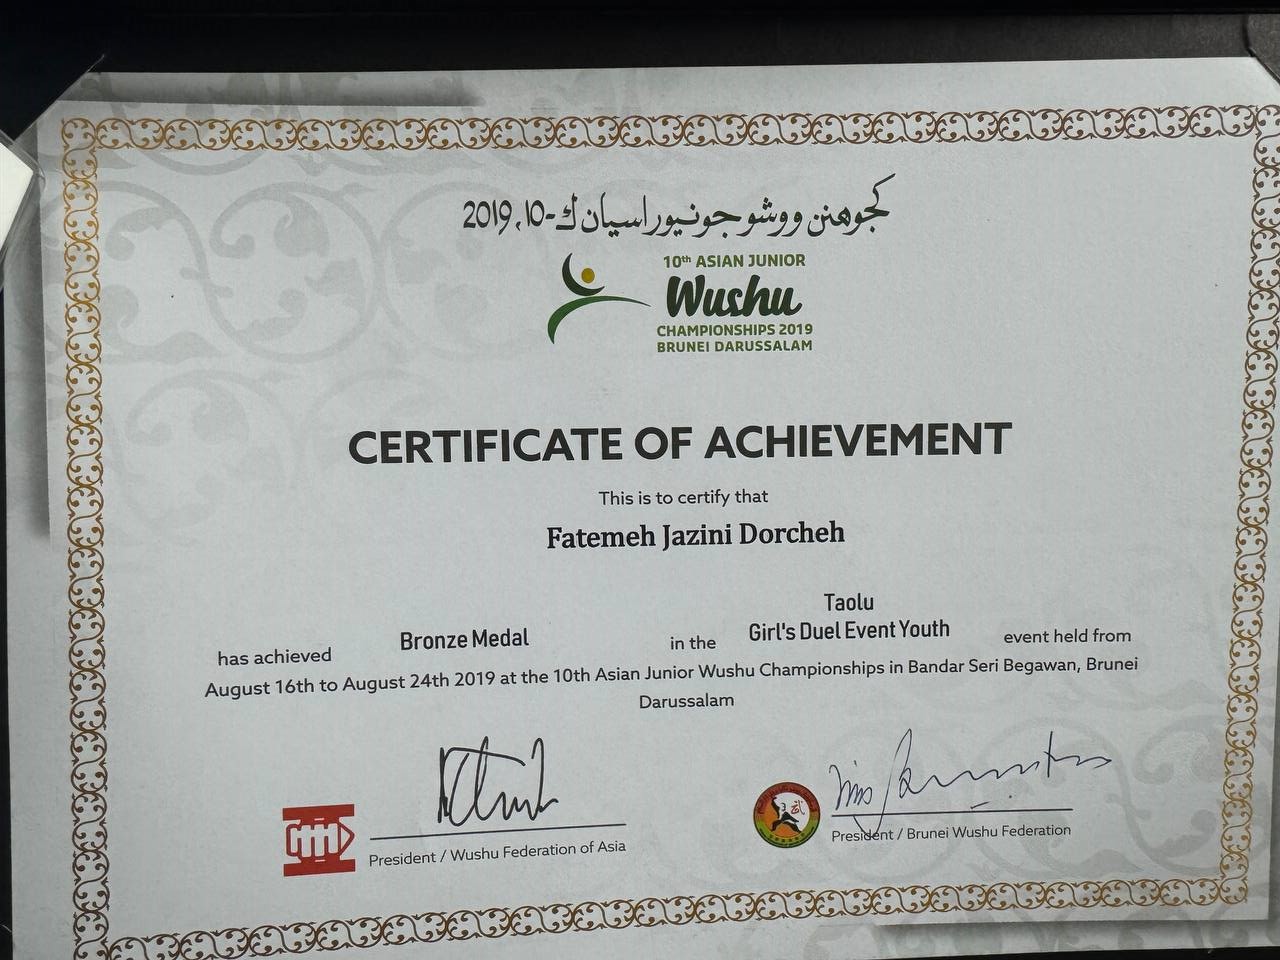 كجوهنن ووشو جونيور اسيان ك-10، 2019
10th ASIAN JUNIOR
Wushu
CHAMPIONSHIPS 2019
BRUNEI DARUSSALAM
CERTIFICATE OF ACHIEVEMENT
This is to certify that
Fatemeh Jazini Dorcheh
has achieved Bronze Medal in the Taolu
Girl's Duel Event Youth event held from
August 16th to August 24th 2019 at the 10th Asian Junior Wushu Championships in Bandar Seri Begawan, Brunei
Darussalam
President / Wushu Federation of Asia
President / Brunei Wushu Federation